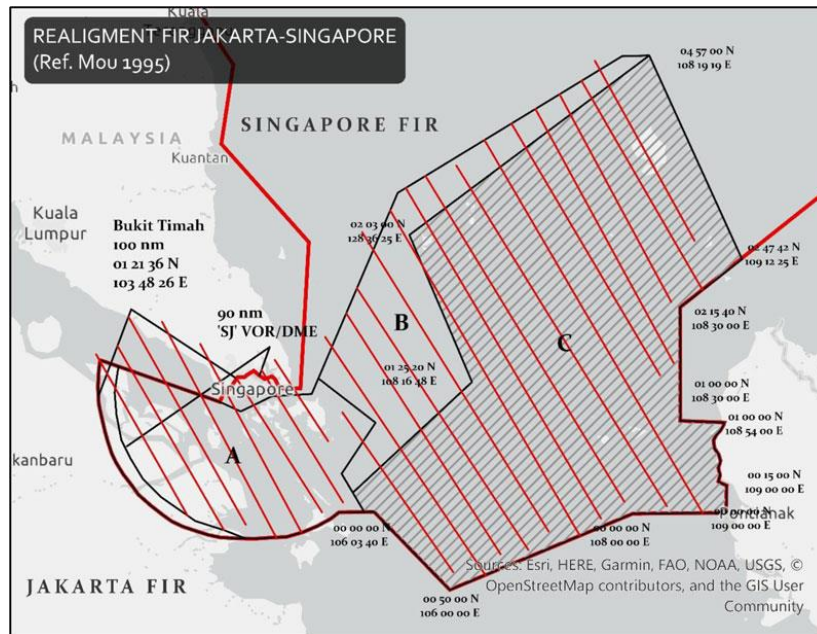 REALIGMENT FIR JAKARTA-SINGAPORE
(Ref. Mou 1995)
Kuala
MALAYSIA
Kuantan
SINGAPORE FIR
04 57 00 N
108 19 19 E
Kuala
Lumpur
Bukit Timah
100 nm
01 21 36 N
103 48 26 E
02 03 00 N
128 36 25 E
02 47 42 N
109 12 25 E
90 nm
'SJ' VOR/DME
B
02 15 40 N
108 30 00 E
C
01 25 20 N
108 16 48 E
Singapore
01 00 00 N
108 30 00 E
01 00 00 N
108 54 00 E
A
kanbaru
00 15 00 N
109 00 00 E
Pontianak
109 00 00 E
00 00 00 N
106 03 40 E
00 00 00 N
108 00 00 E
JAKARTA FIR
00 50 00 N
106 00 00 E
Sources: Esri, HERE, Garmin, FAO, NOAA, USGS, ©
OpenStreetMap contributors, and the GIS User
Community